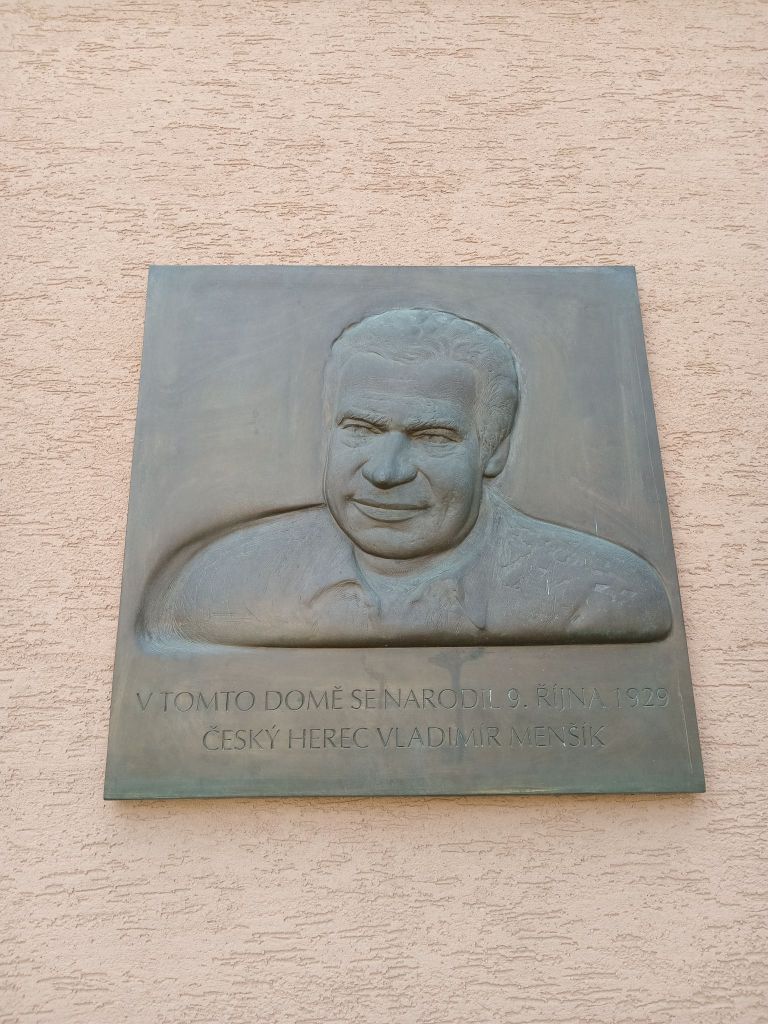 V TOMTO DOMĚ SE NARODIL 9. ŘÍJNA 1929
ČESKÝ HEREC VLADIMÍR MENŠÍK